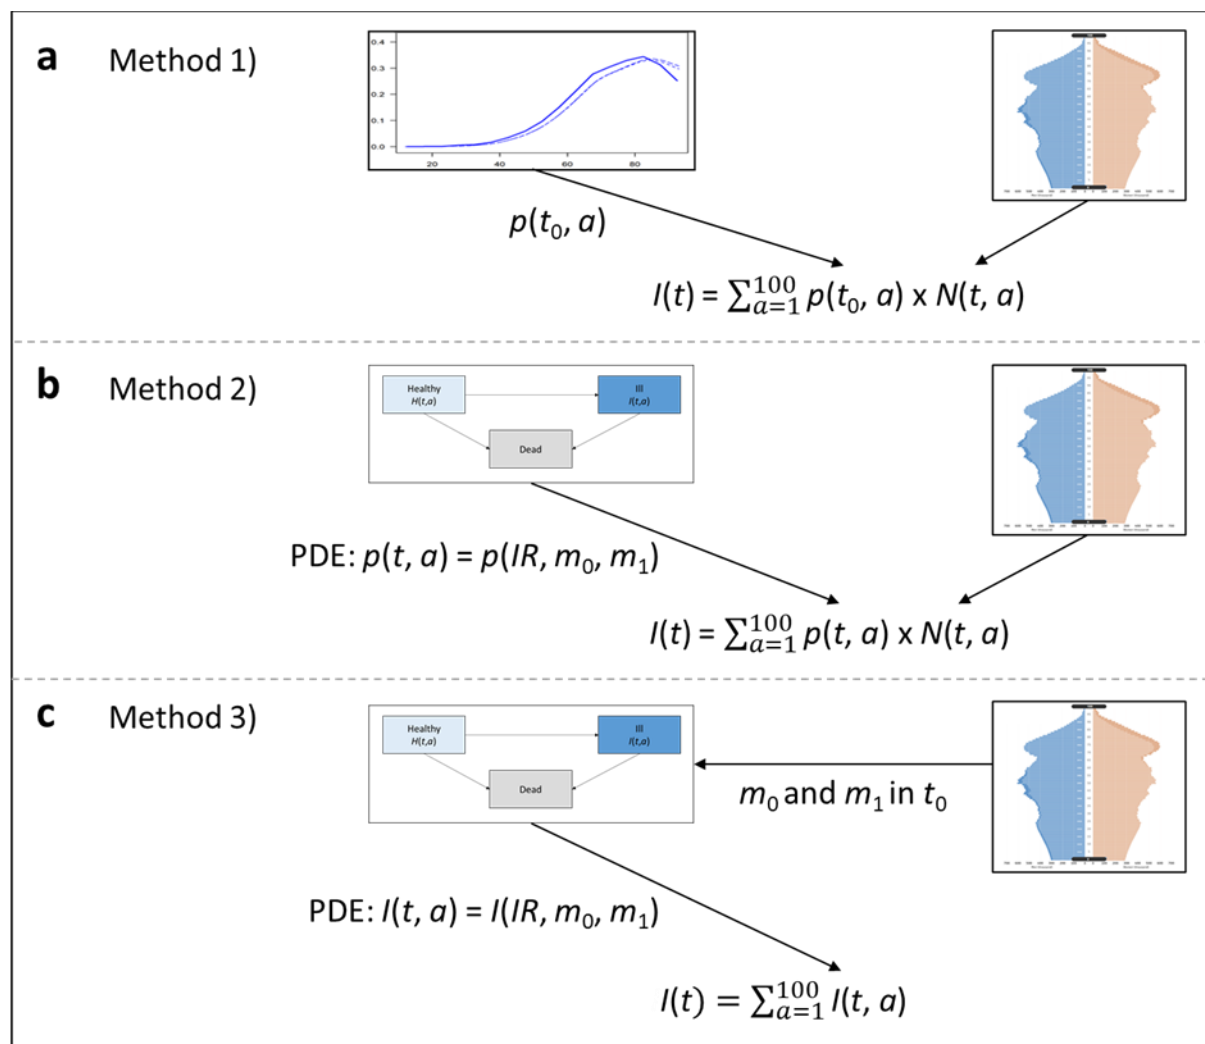 a Method 1)
0.4
0.3
0.2
0.1
0.0
20 40 60 80
p(t₀, a)
I(t) = ∑¹⁰⁰ₐ₌₁ p(t₀, a) x N(t, a)
b Method 2)
Healthy
H(t,a)
Ill
I(t,a)
Dead
PDE: p(t, a) = p(IR, m₀, m₁)
I(t) = ∑¹⁰⁰ₐ₌₁ p(t, a) x N(t, a)
c Method 3)
Healthy
H(t,a)
Ill
I(t,a)
Dead
m₀ and m₁ in t₀
PDE: I(t, a) = I(IR, m₀, m₁)
I(t) = ∑¹⁰⁰ₐ₌₁ I(t, a)